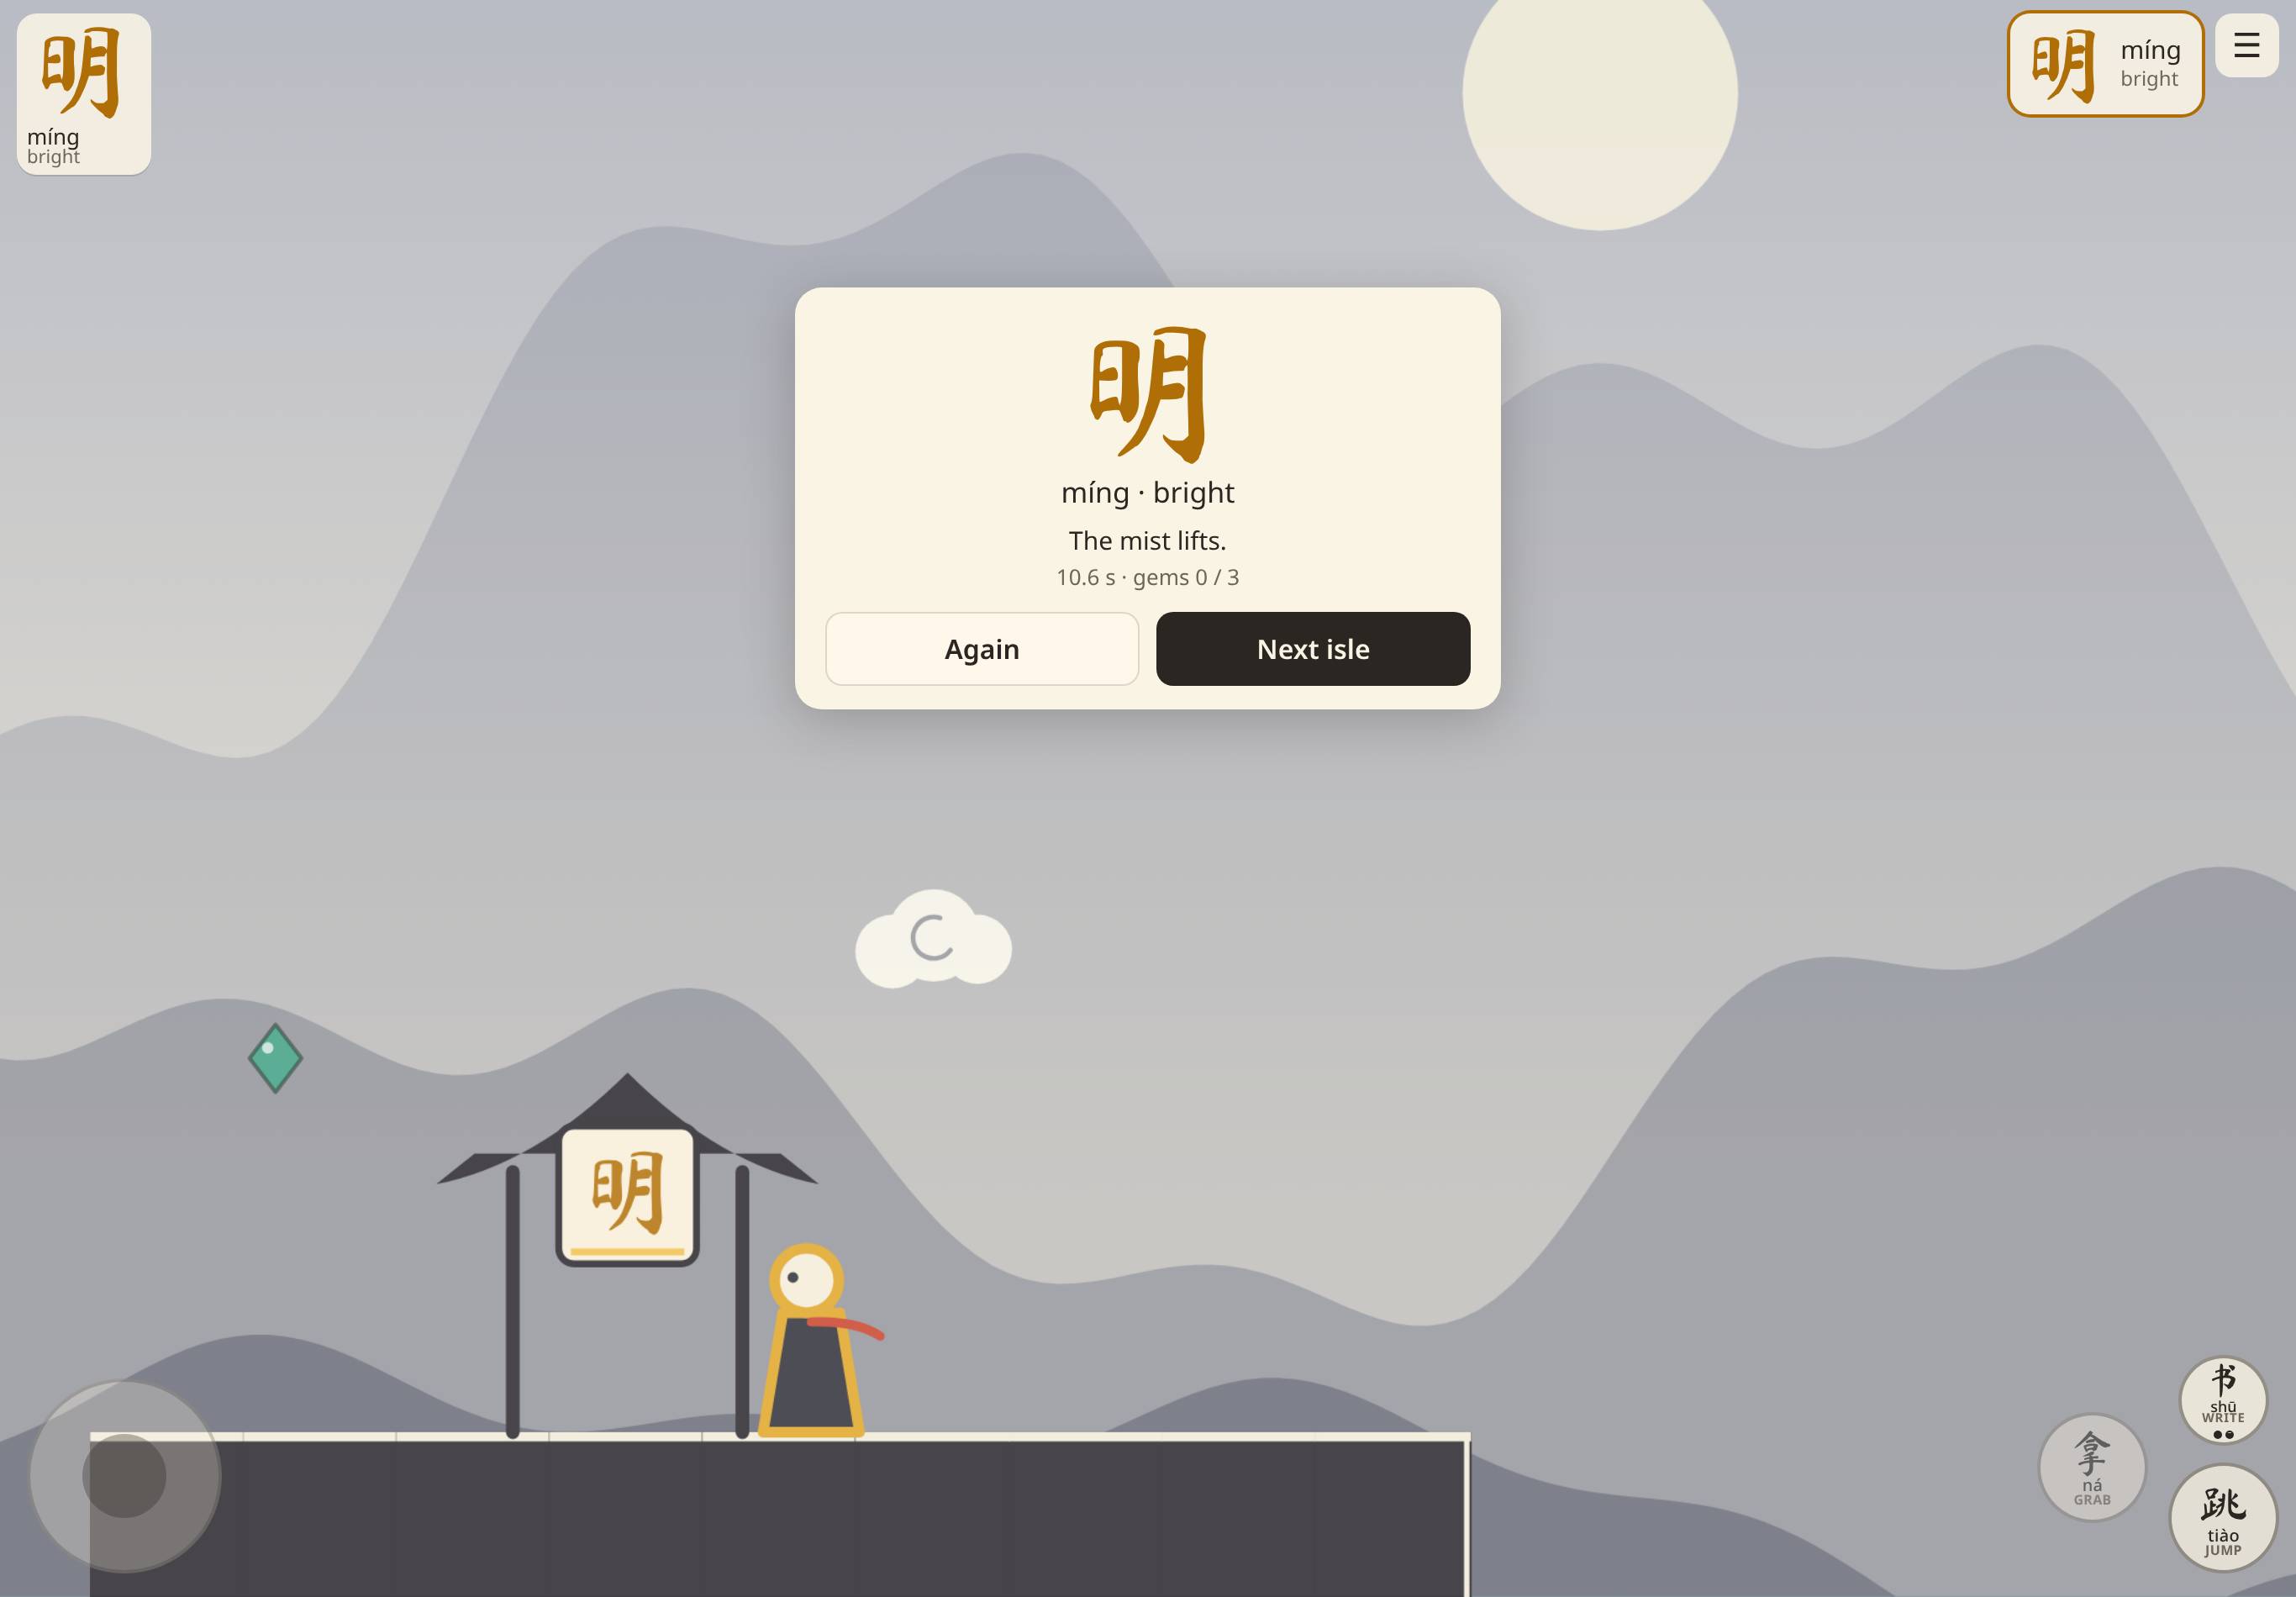 明
míng
bright
明
míng
bright
明
míng · bright
The mist lifts.
10.6 s · gems 0 / 3
Again
Next isle
明
书
shū
WRITE
拿
ná
GRAB
跳
tiào
JUMP